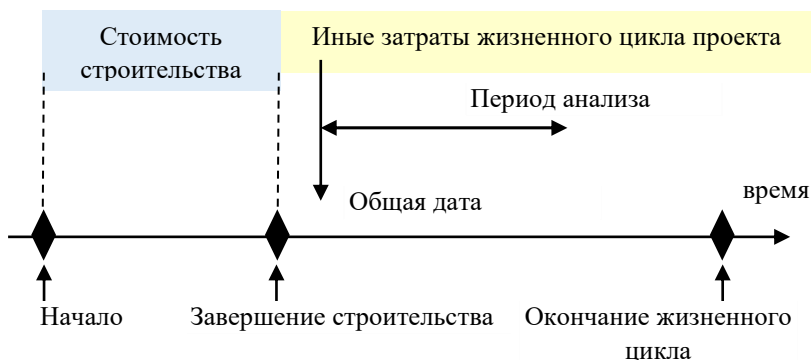 Стоимость
строительства
Иные затраты жизненного цикла проекта
Период анализа
Общая дата
время
Начало
Завершение строительства
Окончание жизненного
цикла